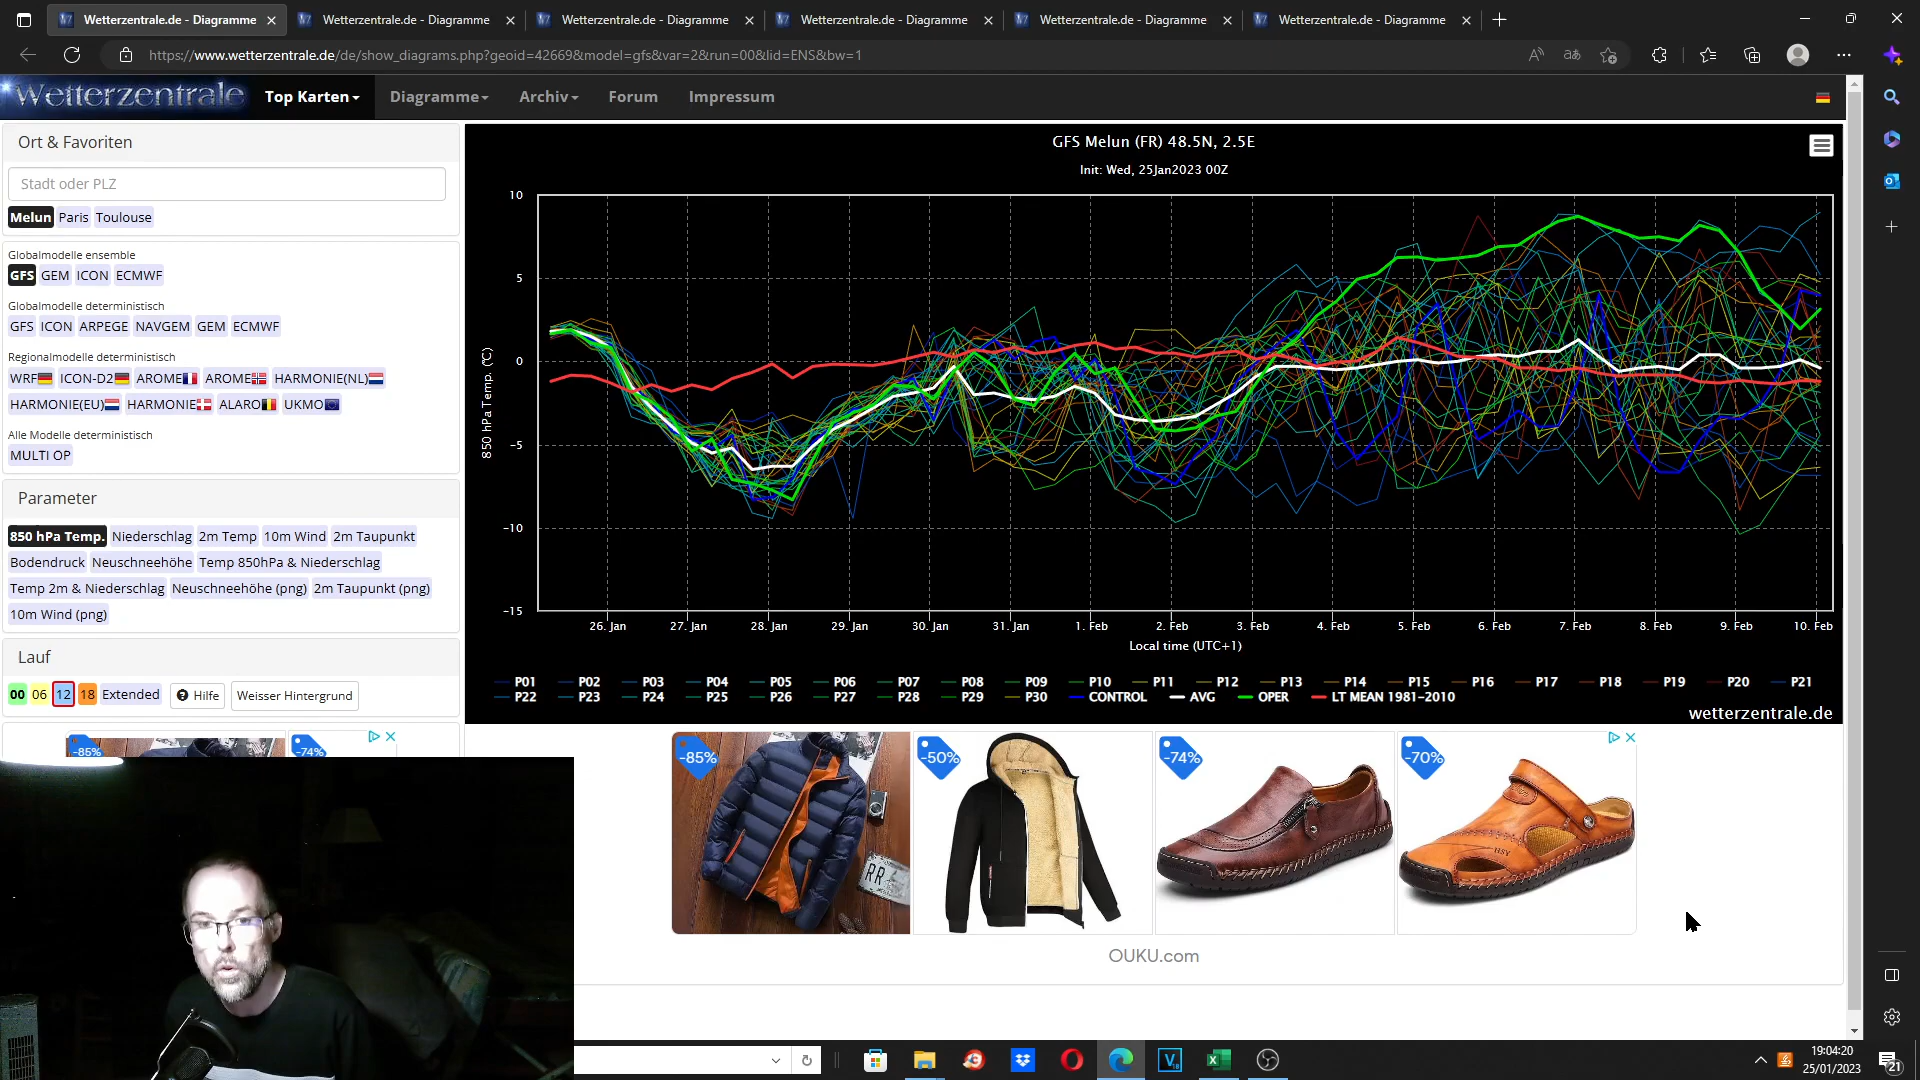 Wetterzentrale.de - Diagramme
Wetterzentrale.de - Diagramme
Wetterzentrale.de - Diagramme
Wetterzentrale.de - Diagramme
Wetterzentrale.de - Diagramme
Wetterzentrale.de - Diagramme
https://www.wetterzentrale.de/de/show_diagrams.php?geoid=42669&model=gfs&var=2&run=00&lid=ENS&bw=1
Wetterzentrale
Top Karten
Diagramme
Archiv
Forum
Impressum
Ort & Favoriten
Stadt oder PLZ
Melun Paris Toulouse
Globalmodelle ensemble
GFS GEM ICON ECMWF
Globalmodelle deterministisch
GFS ICON ARPEGE NAVGEM GEM ECMWF
Regionalmodelle deterministisch
WRF ICON-D2 AROME AROME HARMONIE(NL)
HARMONIE(EU) HARMONIE ALARO UKMO
Alle Modelle deterministisch
MULTI OP
Parameter
850 hPa Temp. Niederschlag 2m Temp 10m Wind 2m Taupunkt
Bodendruck Neuschneehöhe Temp 850hPa & Niederschlag
Temp 2m & Niederschlag Neuschneehöhe (png) 2m Taupunkt (png)
10m Wind (png)
Lauf
00 06 12 18 Extended Hilfe Weisser Hintergrund
-85% -74%
GFS Melun (FR) 48.5N, 2.5E
Init: Wed, 25Jan2023 00Z
850 hPa Temp. (°C)
10
5
0
-5
-10
-15
26. Jan 27. Jan 28. Jan 29. Jan 30. Jan 31. Jan 1. Feb 2. Feb 3. Feb 4. Feb 5. Feb 6. Feb 7. Feb 8. Feb 9. Feb 10. Feb
Local time (UTC+1)
P01 P02 P03 P04 P05 P06 P07 P08 P09 P10 P11 P12 P13 P14 P15 P16 P17 P18 P19 P20 P21
P22 P23 P24 P25 P26 P27 P28 P29 P30 CONTROL AVG OPER LT MEAN 1981-2010
wetterzentrale.de
-85% -50% -74% -70%
RR
OUKU.com
19:04:20
25/01/2023
21